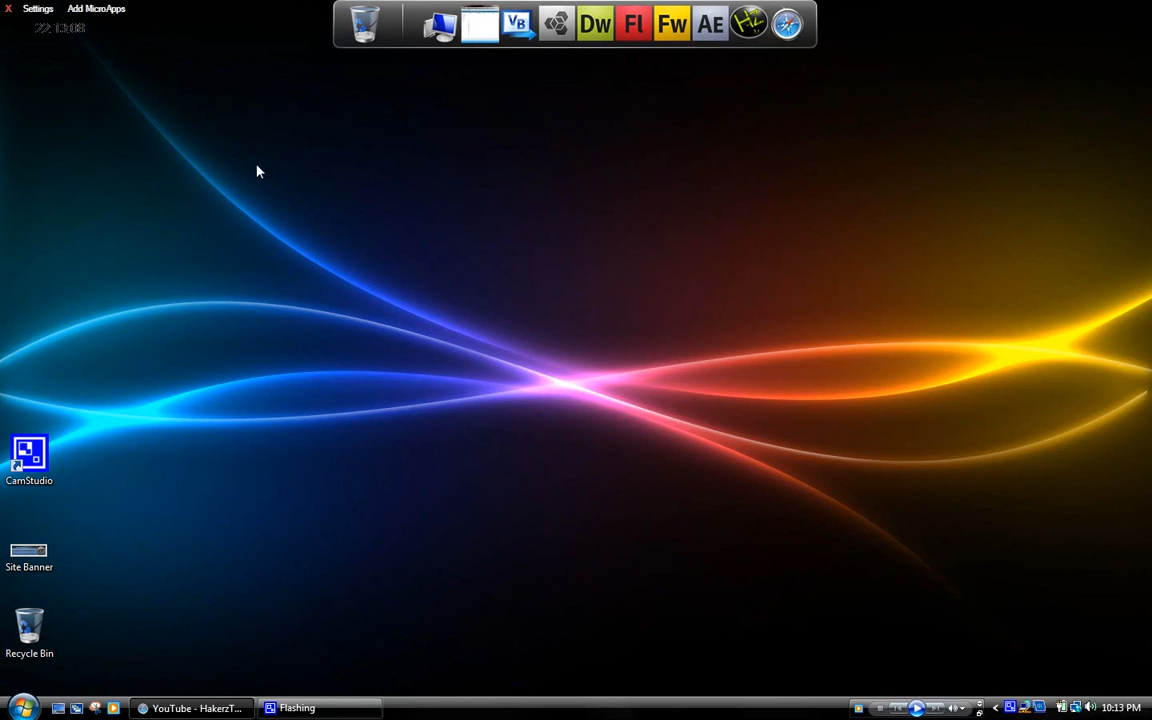 X Settings Add MicroApps
22:13:08
VB Dw Fl Fw AE
CamStudio
Site Banner
Recycle Bin
YouTube - HakerzT... Flashing 10:13 PM